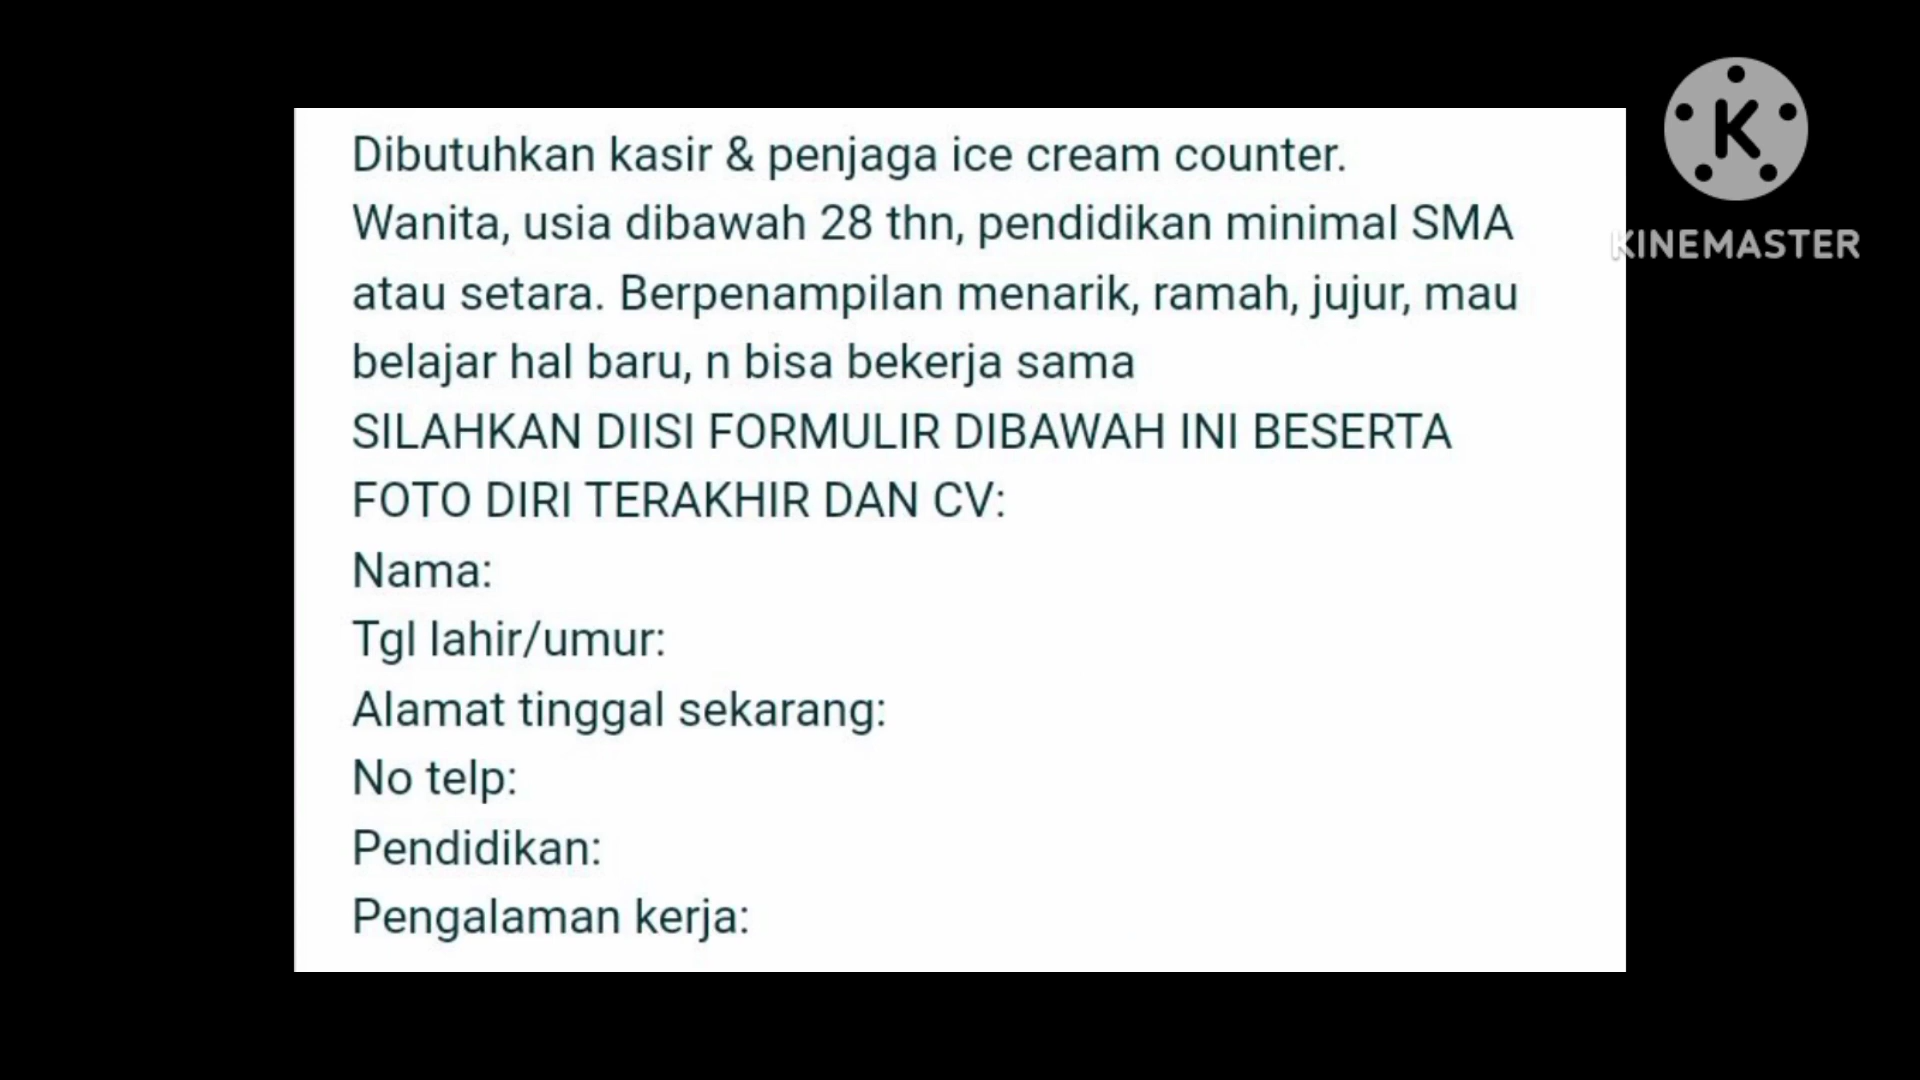 Dibutuhkan kasir & penjaga ice cream counter.
Wanita, usia dibawah 28 thn, pendidikan minimal SMA
atau setara. Berpenampilan menarik, ramah, jujur, mau
belajar hal baru, n bisa bekerja sama
SILAHKAN DIISI FORMULIR DIBAWAH INI BESERTA
FOTO DIRI TERAKHIR DAN CV:
Nama:
Tgl lahir/umur:
Alamat tinggal sekarang:
No telp:
Pendidikan:
Pengalaman kerja:
K
KINEMASTER